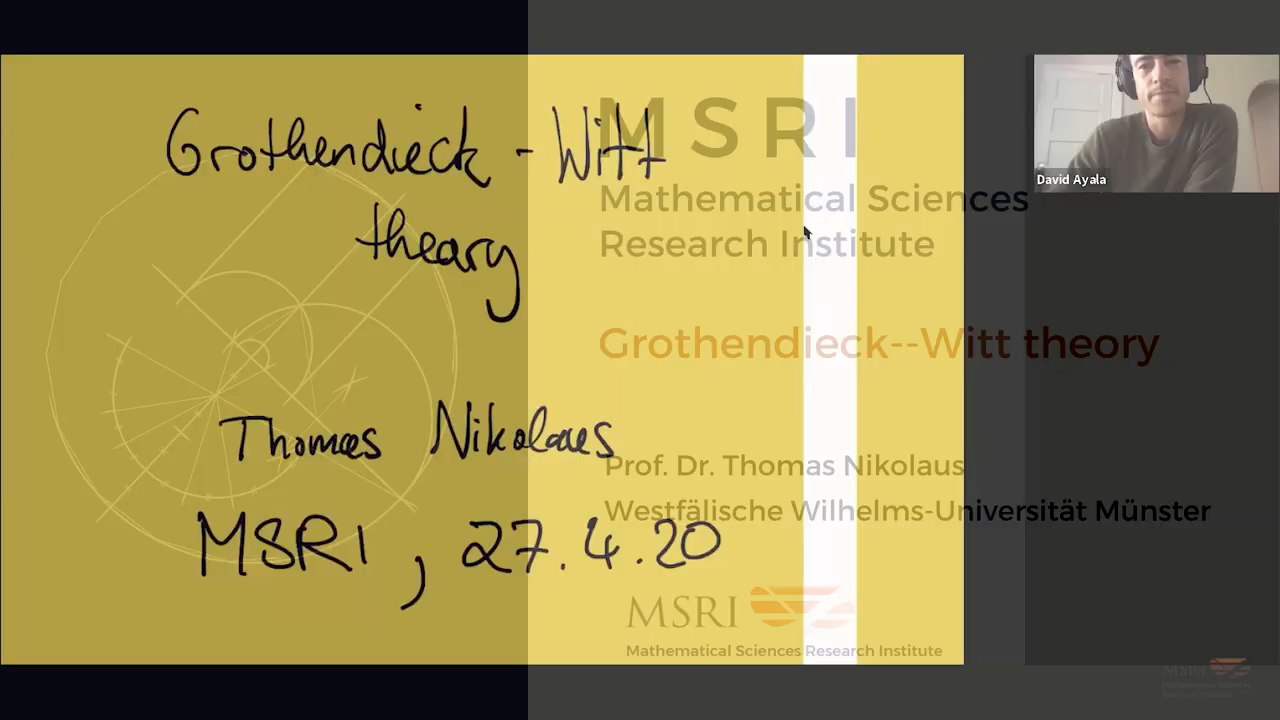 Grothendieck - Witt
theory
Thomas Nikolaus
MSRI, 27.4.20
MSRI
Mathematical Sciences
Research Institute
Grothendieck--Witt theory
Prof. Dr. Thomas Nikolaus
Westfälische Wilhelms-Universität Münster
MSRI
Mathematical Sciences Research Institute
David Ayala
MSRI